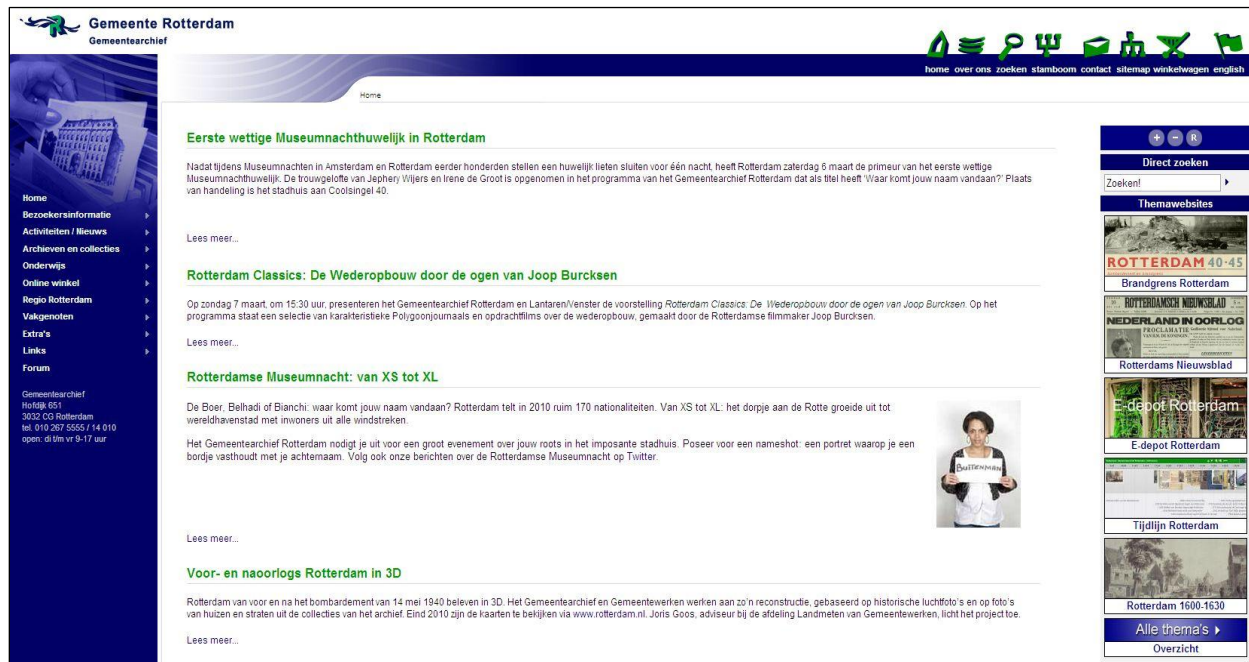 Gemeente Rotterdam
Gemeentearchief
home over ons zoeken stamboom contact sitemap winkelwagen english
Home
Home
Bezoekersinformatie
Activiteiten / Nieuws
Archieven en collecties
Onderwijs
Online winkel
Regio Rotterdam
Vakgenoten
Extra's
Links
Forum
Gemeentearchief
Hofdijk 651
3032 CG Rotterdam
tel. 010 267 5555 / 14 010
open: di t/m vr 9-17 uur
Eerste wettige Museumnachthuwelijk in Rotterdam
Nadat tijdens Museumnachten in Amsterdam en Rotterdam eerder honderden stellen een huwelijk lieten sluiten voor één nacht, heeft Rotterdam zaterdag 6 maart de primeur van het eerste wettige
Museumnachthuwelijk. De trouwgelofte van Jephery Wijers en Irene de Groot is opgenomen in het programma van het Gemeentearchief Rotterdam dat als titel heeft 'Waar komt jouw naam vandaan?' Plaats
van handeling is het stadhuis aan Coolsingel 40.
Lees meer...
Rotterdam Classics: De Wederopbouw door de ogen van Joop Burcksen
Op zondag 7 maart, om 15:30 uur, presenteren het Gemeentearchief Rotterdam en Lantaren/Venster de voorstelling Rotterdam Classics: De Wederopbouw door de ogen van Joop Burcksen. Op het
programma staat een selectie van karakteristieke Polygoonjournaals en opdrachtfilms over de wederopbouw, gemaakt door de Rotterdamse filmmaker Joop Burcksen.
Lees meer...
Rotterdamse Museumnacht: van XS tot XL
De Boer, Belhadi of Bianchi: waar komt jouw naam vandaan? Rotterdam telt in 2010 ruim 170 nationaliteiten. Van XS tot XL: het dorpje aan de Rotte groeide uit tot
wereldhavenstad met inwoners uit alle windstreken.
Het Gemeentearchief Rotterdam nodigt je uit voor een groot evenement over jouw roots in het imposante stadhuis. Poseer voor een nameshot: een portret waarop je een
bordje vasthoudt met je achternaam. Volg ook onze berichten over de Rotterdamse Museumnacht op Twitter.
BUITENMAN
Lees meer...
Voor- en naoorlogs Rotterdam in 3D
Rotterdam van voor en na het bombardement van 14 mei 1940 beleven in 3D. Het Gemeentearchief en Gemeentewerken werken aan zo'n reconstructie, gebaseerd op historische luchtfoto's en op foto's
van huizen en straten uit de collecties van het archief. Eind 2010 zijn de kaarten te bekijken via www.rotterdam.nl. Joris Goos, adviseur bij de afdeling Landmeten van Gemeentewerken, licht het project toe.
Lees meer...
+ - R
Direct zoeken
Zoeken!
Themawebsites
ROTTERDAM 40-45
Brandgrens Rotterdam
ROTTERDAMSCH NIEUWSBLAD
NEDERLAND IN OORLOG
PROCLAMATIE
VAN H.M. DE KONINGIN.
Rotterdams Nieuwsblad
E-depot Rotterdam
E-depot Rotterdam
Tijdlijn Rotterdam
Rotterdam 1600-1630
Alle thema's
Overzicht